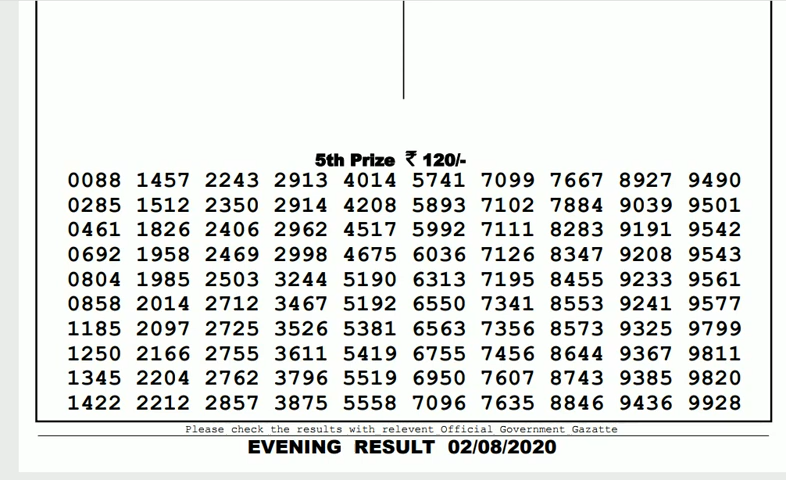 5th Prize ₹ 120/-
0088 1457 2243 2913 4014 5741 7099 7667 8927 9490
0285 1512 2350 2914 4208 5893 7102 7884 9039 9501
0461 1826 2406 2962 4517 5992 7111 8283 9191 9542
0692 1958 2469 2998 4675 6036 7126 8347 9208 9543
0804 1985 2503 3244 5190 6313 7195 8455 9233 9561
0858 2014 2712 3467 5192 6550 7341 8553 9241 9577
1185 2097 2725 3526 5381 6563 7356 8573 9325 9799
1250 2166 2755 3611 5419 6755 7456 8644 9367 9811
1345 2204 2762 3796 5519 6950 7607 8743 9385 9820
1422 2212 2857 3875 5558 7096 7635 8846 9436 9928
Please check the results with relevent Official Government Gazatte
EVENING RESULT 02/08/2020